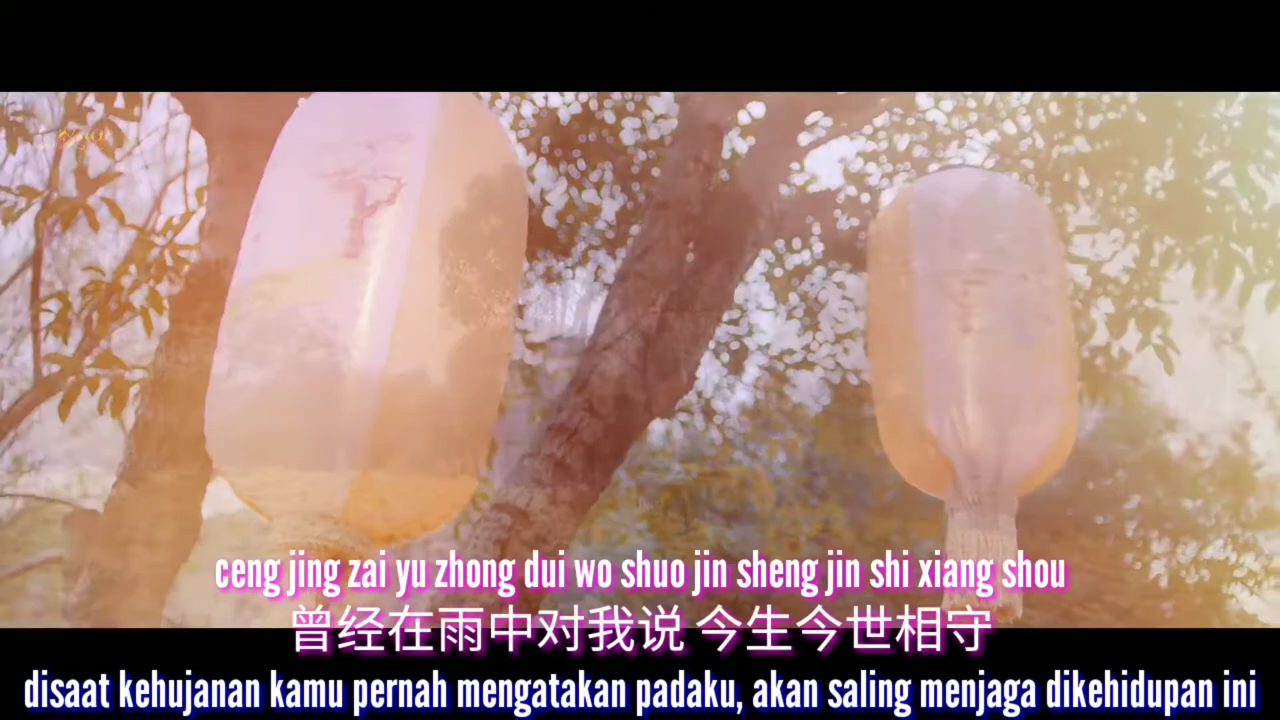 ceng jing zai yu zhong dui wo shuo jin sheng jin shi xiang shou
曾经在雨中对我说 今生今世相守
disaat kehujanan kamu pernah mengatakan padaku, akan saling menjaga dikehidupan ini